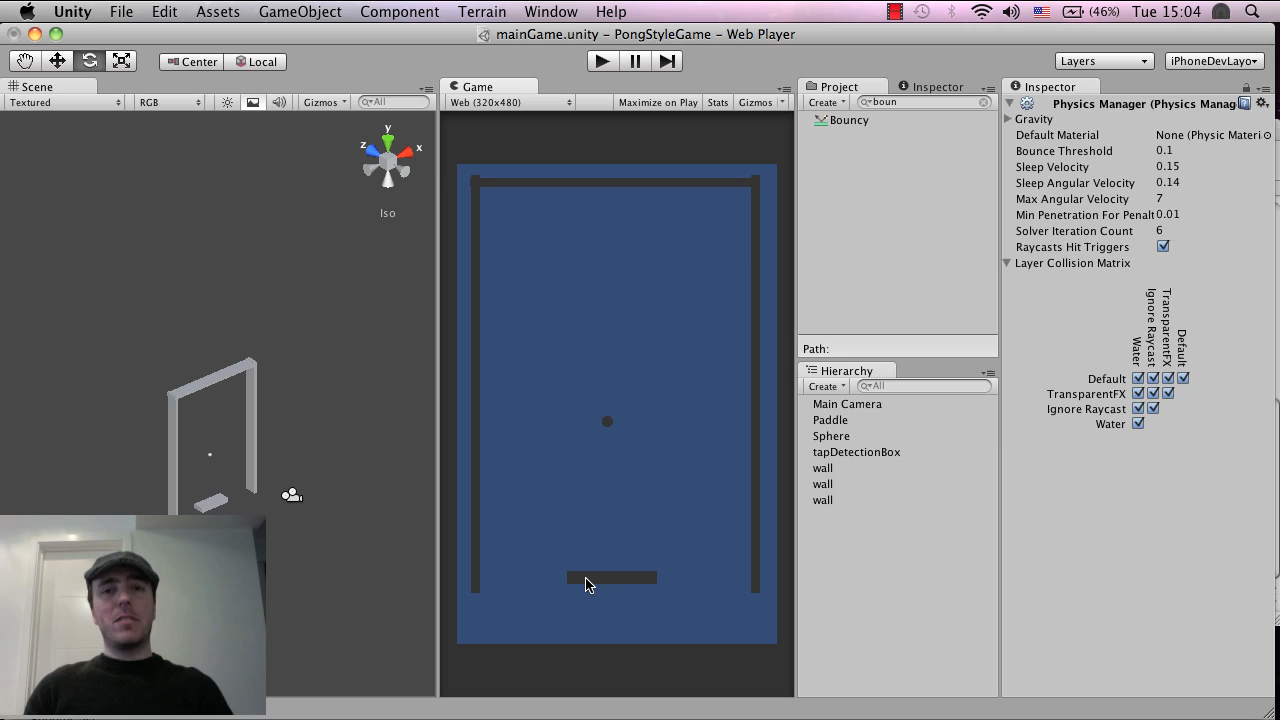 Unity File Edit Assets GameObject Component Terrain Window Help (46%) Tue 15:04
mainGame.unity – PongStyleGame – Web Player
Center Local Layers iPhoneDevLayo
Scene
Textured RGB Gizmos All
y
z x
Iso
Game
Web (320x480) Maximize on Play Stats Gizmos
Project Inspector
Create boun
Bouncy
Path:
Hierarchy
Create All
Main Camera
Paddle
Sphere
tapDetectionBox
wall
wall
wall
Inspector
Physics Manager (Physics Manag
Gravity
Default Material None (Physic Materi
Bounce Threshold 0.1
Sleep Velocity 0.15
Sleep Angular Velocity 0.14
Max Angular Velocity 7
Min Penetration For Penalt 0.01
Solver Iteration Count 6
Raycasts Hit Triggers
Layer Collision Matrix
Water
Ignore Raycast
TransparentFX
Default
Default
TransparentFX
Ignore Raycast
Water